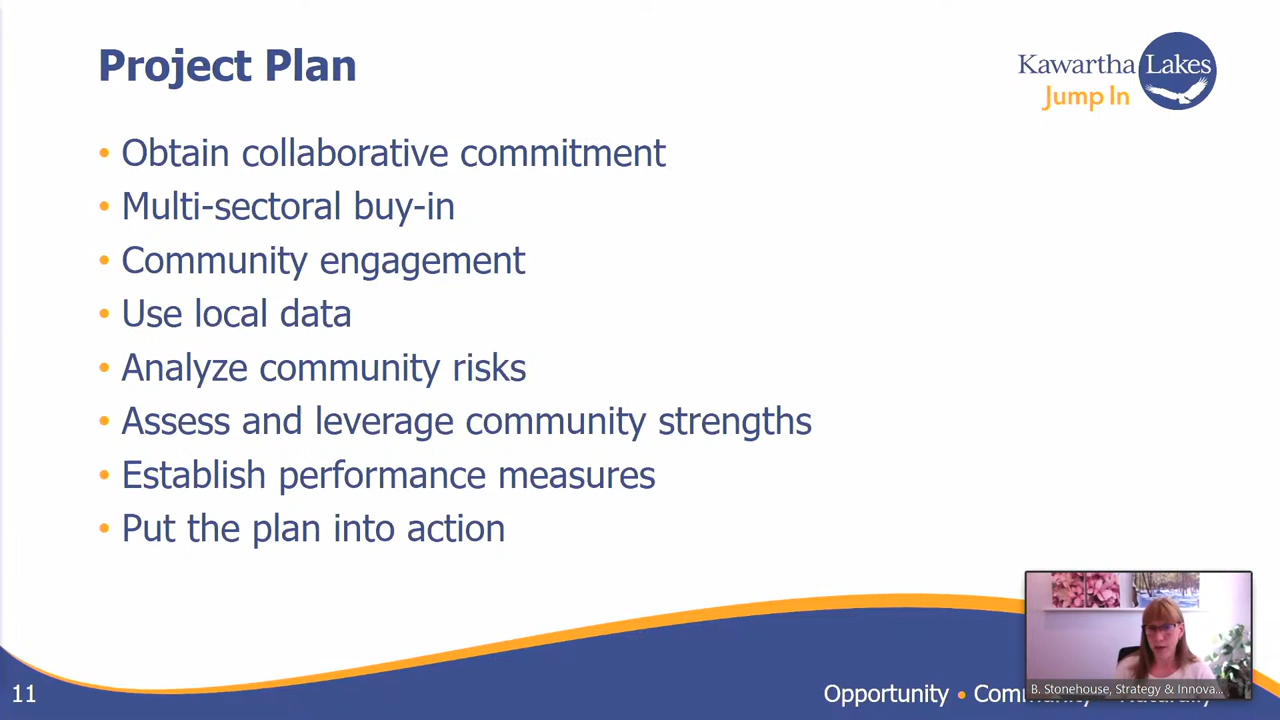 Project Plan
Kawartha Lakes
Jump In
• Obtain collaborative commitment
• Multi-sectoral buy-in
• Community engagement
• Use local data
• Analyze community risks
• Assess and leverage community strengths
• Establish performance measures
• Put the plan into action
B. Stonehouse, Strategy & Innova...
11
Opportunity •